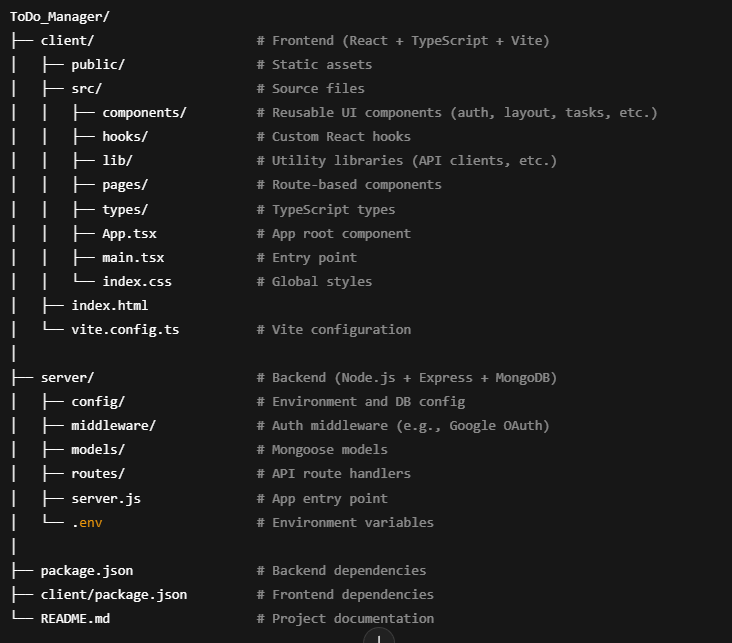 ToDo_Manager/
├── client/                     # Frontend (React + TypeScript + Vite)
│   ├── public/                 # Static assets
│   ├── src/                    # Source files
│   │   ├── components/         # Reusable UI components (auth, layout, tasks, etc.)
│   │   ├── hooks/              # Custom React hooks
│   │   ├── lib/                # Utility libraries (API clients, etc.)
│   │   ├── pages/              # Route-based components
│   │   ├── types/              # TypeScript types
│   │   ├── App.tsx             # App root component
│   │   ├── main.tsx            # Entry point
│   │   └── index.css           # Global styles
│   ├── index.html
│   └── vite.config.ts          # Vite configuration
│
├── server/                     # Backend (Node.js + Express + MongoDB)
│   ├── config/                 # Environment and DB config
│   ├── middleware/             # Auth middleware (e.g., Google OAuth)
│   ├── models/                 # Mongoose models
│   ├── routes/                 # API route handlers
│   ├── server.js               # App entry point
│   └── .env                    # Environment variables
│
├── package.json                # Backend dependencies
├── client/package.json         # Frontend dependencies
└── README.md                   # Project documentation